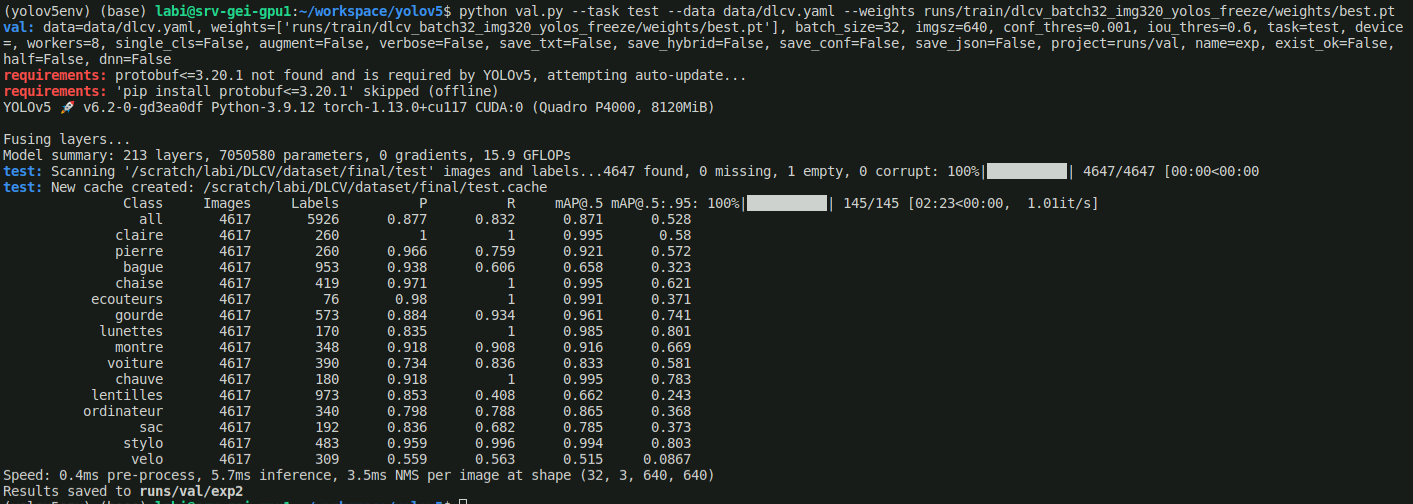 (yolov5env) (base) labi@srv-gei-gpu1:~/workspace/yolov5$ python val.py --task test --data data/dlcv.yaml --weights runs/train/dlcv_batch32_img320_yolos_freeze/weights/best.pt
val: data=data/dlcv.yaml, weights=['runs/train/dlcv_batch32_img320_yolos_freeze/weights/best.pt'], batch_size=32, imgsz=640, conf_thres=0.001, iou_thres=0.6, task=test, device
=, workers=8, single_cls=False, augment=False, verbose=False, save_txt=False, save_hybrid=False, save_conf=False, save_json=False, project=runs/val, name=exp, exist_ok=False,
half=False, dnn=False
requirements: protobuf<=3.20.1 not found and is required by YOLOv5, attempting auto-update...
requirements: 'pip install protobuf<=3.20.1' skipped (offline)
YOLOv5 🚀 v6.2-0-gd3ea0df Python-3.9.12 torch-1.13.0+cu117 CUDA:0 (Quadro P4000, 8120MiB)
Fusing layers...
Model summary: 213 layers, 7050580 parameters, 0 gradients, 15.9 GFLOPs
test: Scanning '/scratch/labi/DLCV/dataset/final/test' images and labels...4647 found, 0 missing, 1 empty, 0 corrupt: 100%|██████████| 4647/4647 [00:00<00:00
test: New cache created: /scratch/labi/DLCV/dataset/final/test.cache
Class Images Labels P R mAP@.5 mAP@.5:.95: 100%|██████████| 145/145 [02:23<00:00, 1.01it/s]
all 4617 5926 0.877 0.832 0.871 0.528
claire 4617 260 1 1 0.995 0.58
pierre 4617 260 0.966 0.759 0.921 0.572
bague 4617 953 0.938 0.606 0.658 0.323
chaise 4617 419 0.971 1 0.995 0.621
ecouteurs 4617 76 0.98 1 0.991 0.371
gourde 4617 573 0.884 0.934 0.961 0.741
lunettes 4617 170 0.835 1 0.985 0.801
montre 4617 348 0.918 0.908 0.916 0.669
voiture 4617 390 0.734 0.836 0.833 0.581
chauve 4617 180 0.918 1 0.995 0.783
lentilles 4617 973 0.853 0.408 0.662 0.243
ordinateur 4617 340 0.798 0.788 0.865 0.368
sac 4617 192 0.836 0.682 0.785 0.373
stylo 4617 483 0.559 0.996 0.994 0.803
velo 4617 309 0.559 0.563 0.515 0.0867
Speed: 0.4ms pre-process, 5.7ms inference, 3.5ms NMS per image at shape (32, 3, 640, 640)
Results saved to runs/val/exp2